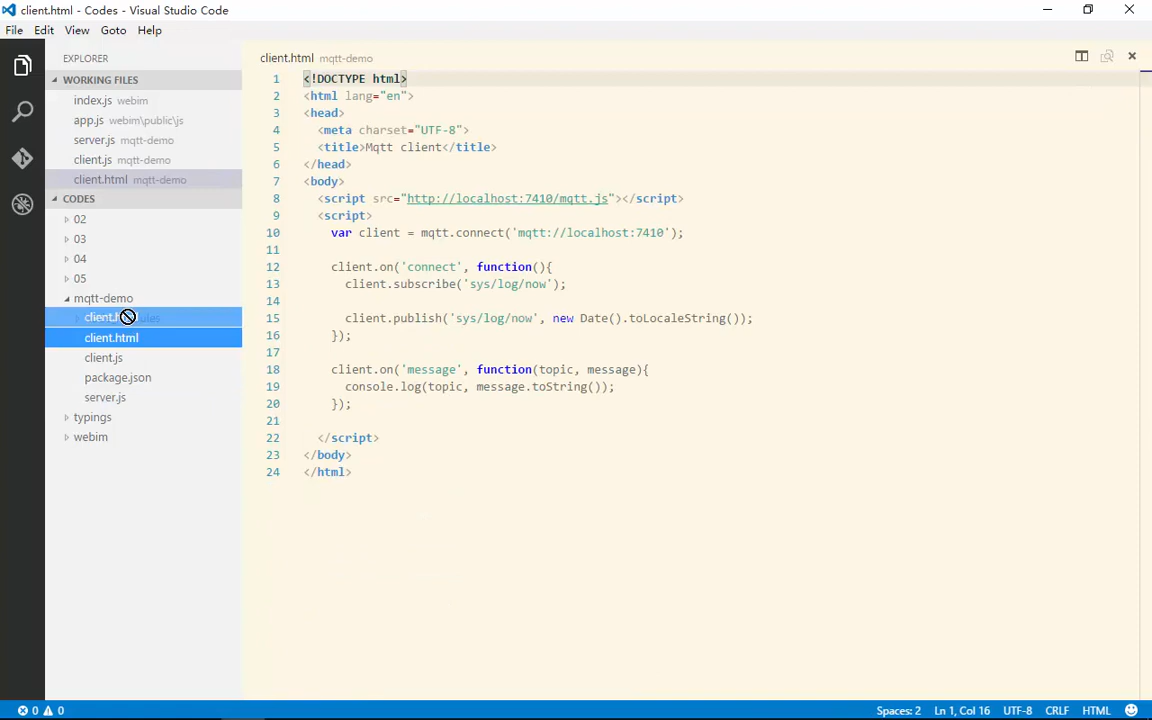 client.html - Codes - Visual Studio Code
File Edit View Goto Help
EXPLORER
WORKING FILES
index.js webim
app.js webim\public\js
server.js mqtt-demo
client.js mqtt-demo
client.html mqtt-demo
CODES
02
03
04
05
mqtt-demo
client.html
client.js
package.json
server.js
typings
webim
client.html mqtt-demo
1 <!DOCTYPE html>
2 <html lang="en">
3 <head>
4 <meta charset="UTF-8">
5 <title>Mqtt client</title>
6 </head>
7 <body>
8 <script src="http://localhost:7410/mqtt.js"></script>
9 <script>
10 var client = mqtt.connect('mqtt://localhost:7410');
11
12 client.on('connect', function(){
13 client.subscribe('sys/log/now');
14
15 client.publish('sys/log/now', new Date().toLocaleString());
16 });
17
18 client.on('message', function(topic, message){
19 console.log(topic, message.toString());
20 });
21
22 </script>
23 </body>
24 </html>
0 0
Spaces: 2 Ln 1, Col 16 UTF-8 CRLF HTML